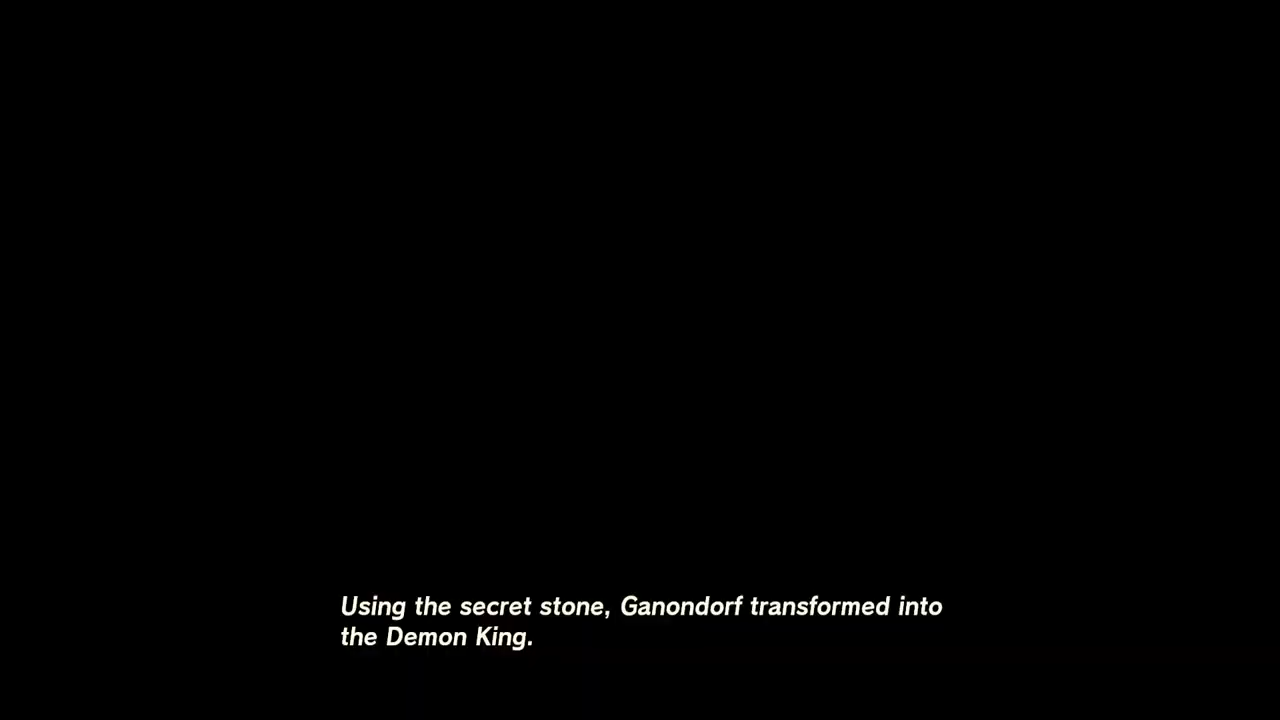 Using the secret stone, Ganondorf transformed into
the Demon King.